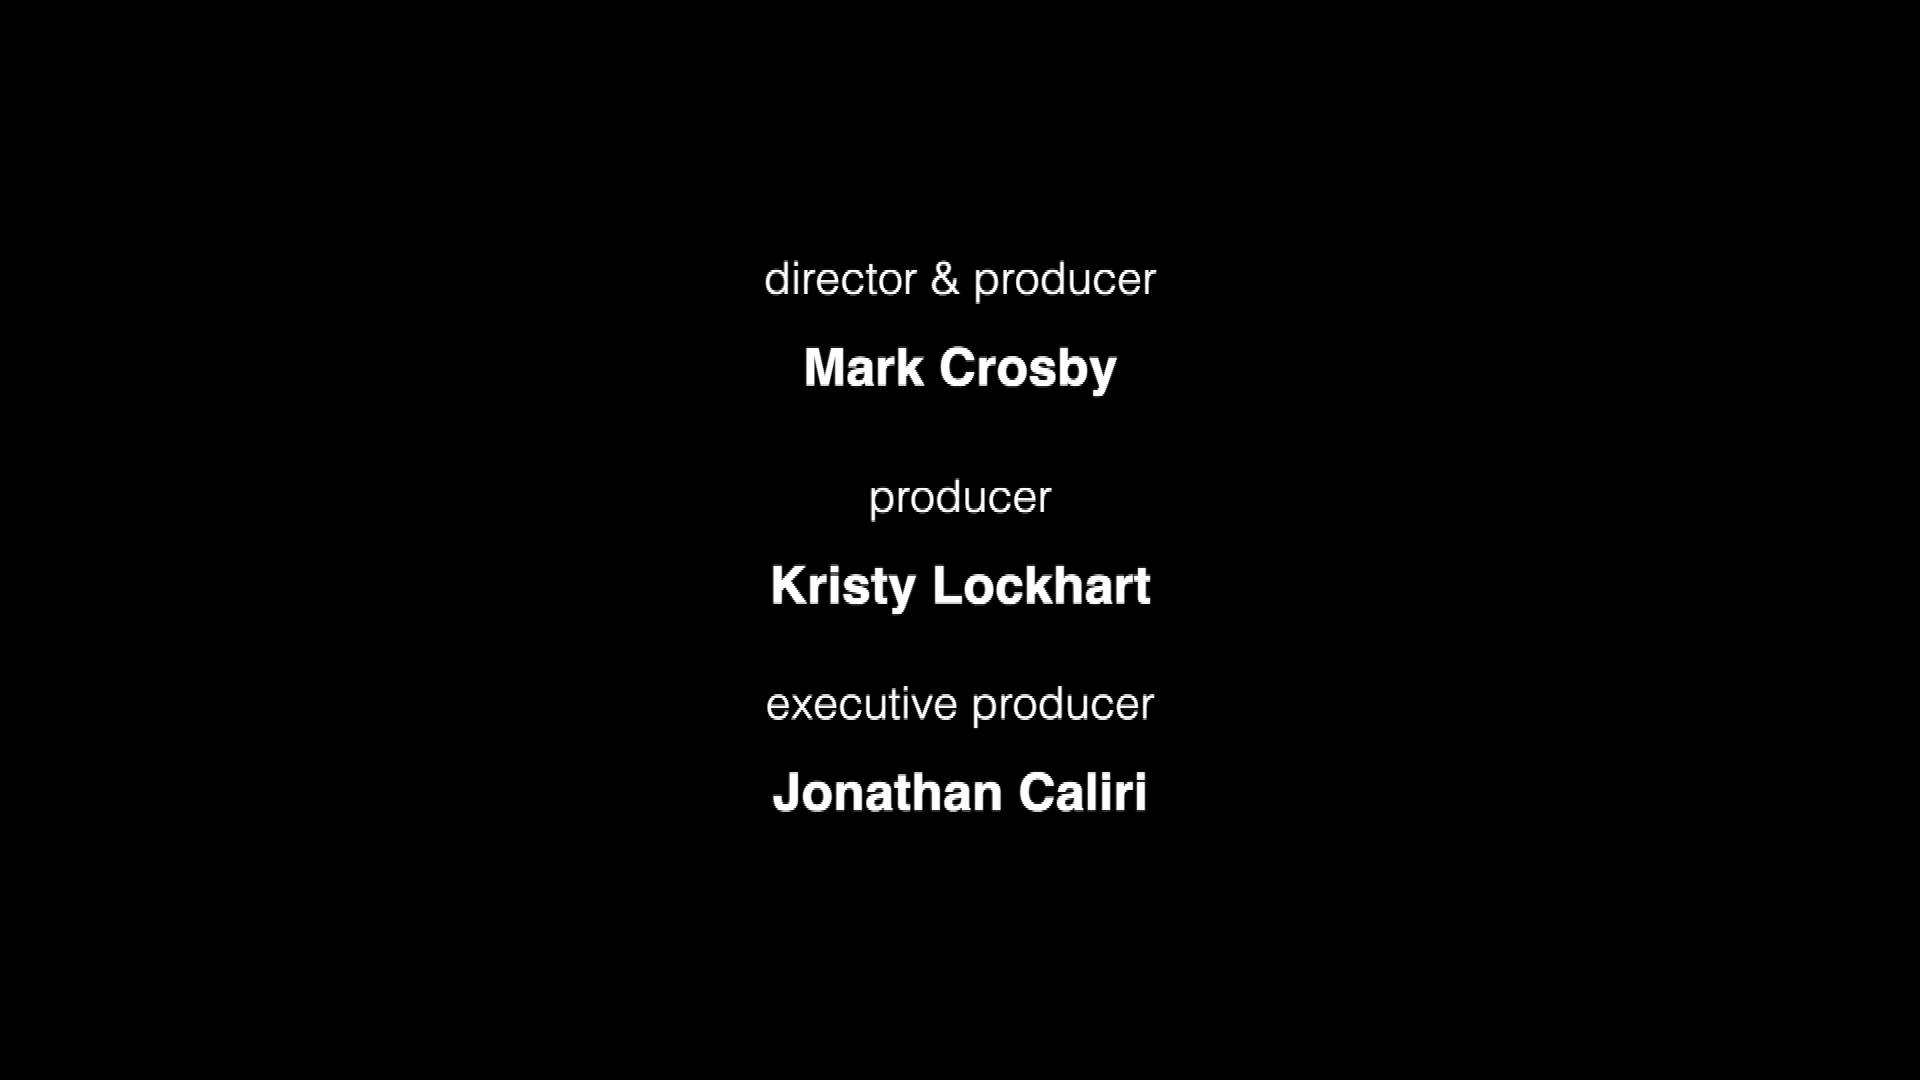 director & producer
Mark Crosby
producer
Kristy Lockhart
executive producer
Jonathan Caliri